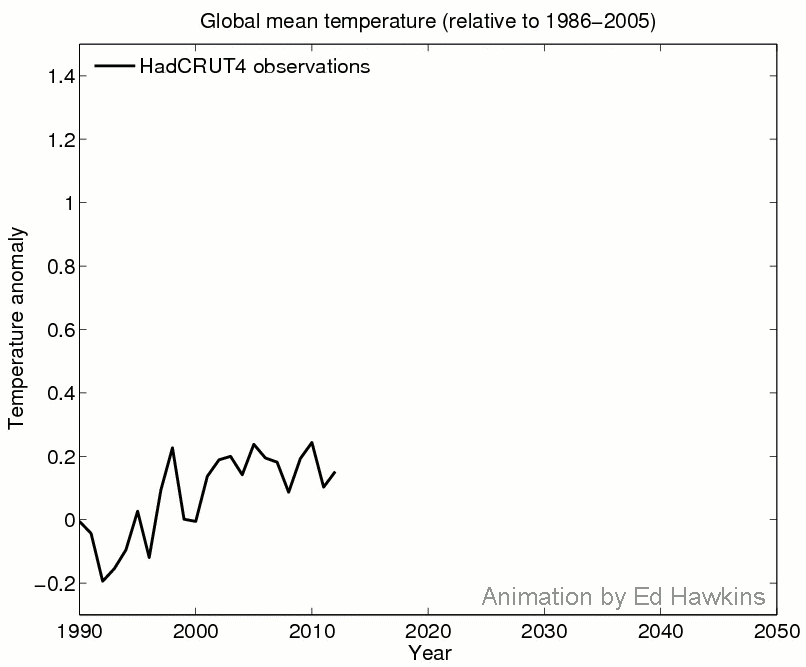 Global mean temperature (relative to 1986−2005)
HadCRUT4 observations
1.4
1.2
1
0.8
0.6
0.4
0.2
0
−0.2
Temperature anomaly
Animation by Ed Hawkins
1990 2000 2010 2020 2030 2040 2050
Year